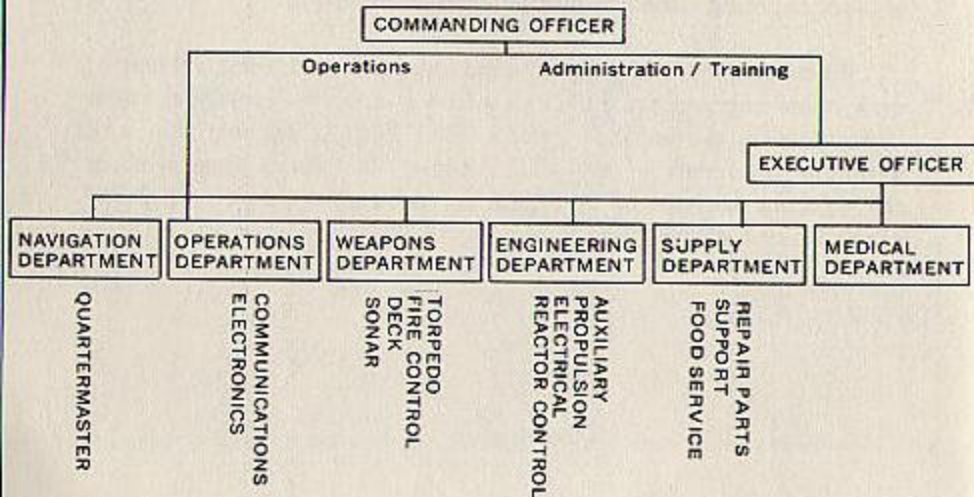 COMMANDING OFFICER
Operations
Administration / Training
EXECUTIVE OFFICER
NAVIGATION
DEPARTMENT
OPERATIONS
DEPARTMENT
WEAPONS
DEPARTMENT
ENGINEERING
DEPARTMENT
SUPPLY
DEPARTMENT
MEDICAL
DEPARTMENT
QUARTERMASTER
COMMUNICATIONS
ELECTRONICS
TORPEDO
FIRE CONTROL
DECK
SONAR
AUXILIARY
PROPULSION
ELECTRICAL
REACTOR CONTROL
REPAIR PARTS
SUPPORT
FOOD SERVICE